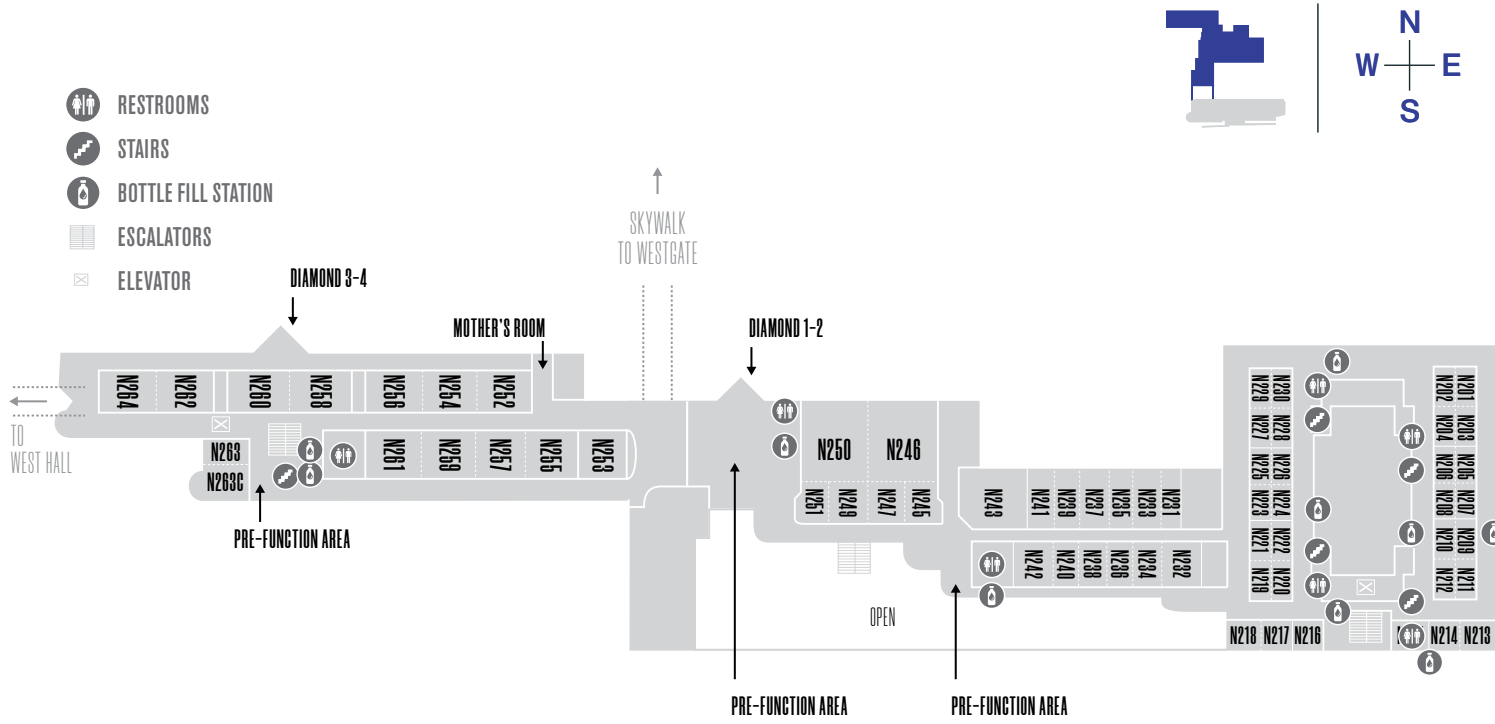 N
W E
S
RESTROOMS
STAIRS
BOTTLE FILL STATION
ESCALATORS
ELEVATOR
SKYWALK
TO WESTGATE
DIAMOND 3-4
MOTHER'S ROOM
DIAMOND 1-2
TO
WEST HALL
N264
N262
N260
N258
N256
N254
N252
N263
N263C
N261
N259
N257
N255
N253
PRE-FUNCTION AREA
N250
N246
N251
N249
N247
N245
N243
N241
N239
N237
N235
N233
N231
N242
N240
N238
N236
N234
N232
OPEN
PRE-FUNCTION AREA
PRE-FUNCTION AREA
N229
N230
N227
N228
N225
N226
N223
N224
N221
N222
N219
N220
N202
N201
N204
N203
N206
N205
N208
N207
N210
N209
N212
N211
N218
N217
N216
N214
N213